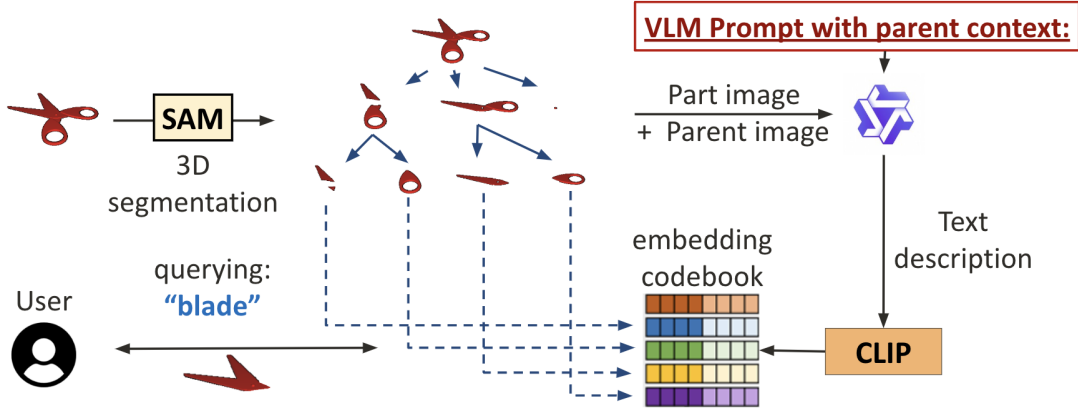 VLM Prompt with parent context:
SAM
3D
segmentation
Part image
+ Parent image
Text
description
embedding
codebook
querying:
“blade”
User
CLIP